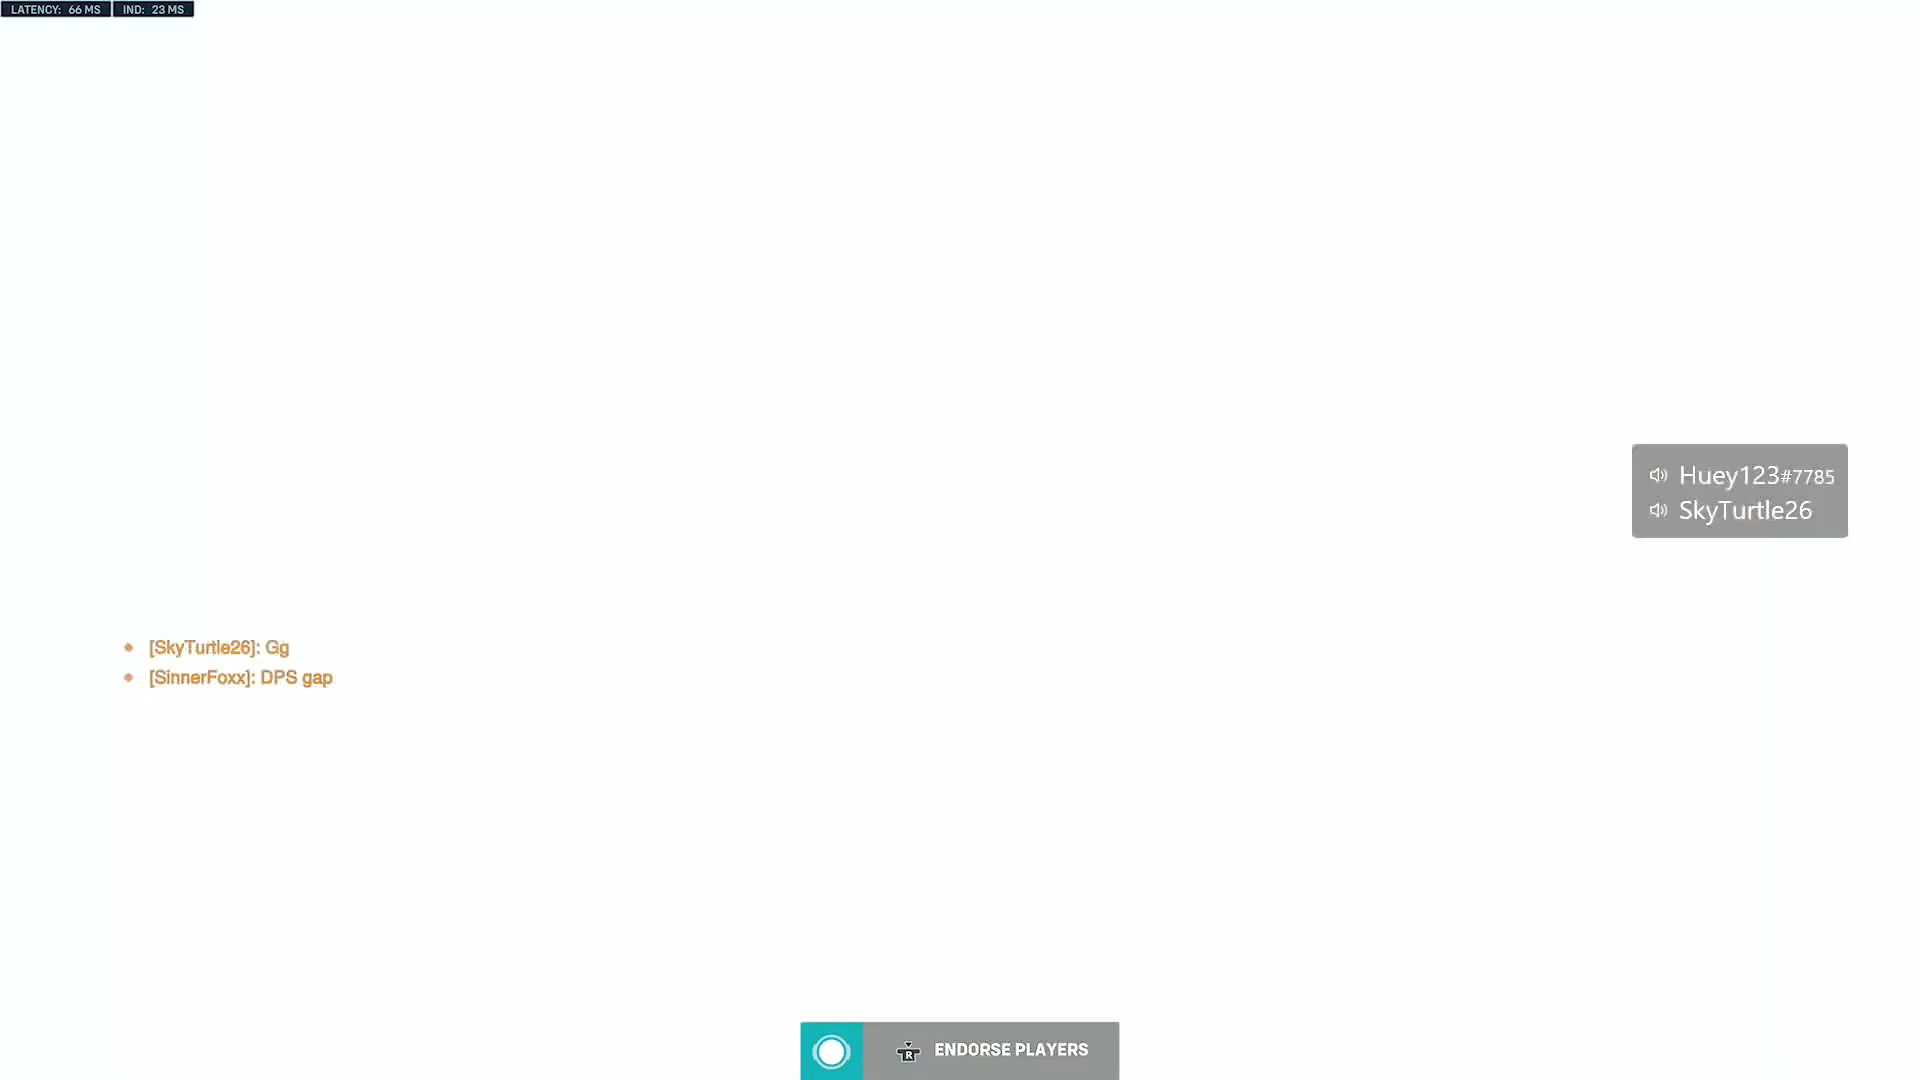 LATENCY: 66 MS IND: 23 MS
Huey123#7785
SkyTurtle26
[SkyTurtle26]: Gg
[SinnerFoxx]: DPS gap
R ENDORSE PLAYERS